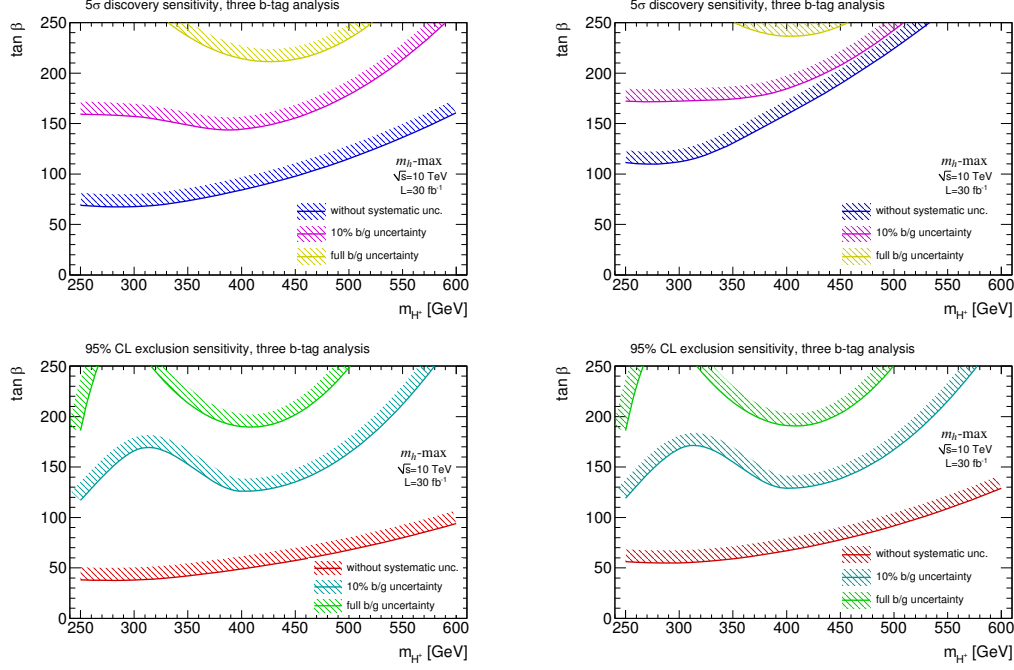 5σ discovery sensitivity, three b-tag analysis
tan β
250
200
150
100
50
0
m_h-max
√s=10 TeV
L=30 fb⁻¹
without systematic unc.
10% b/g uncertainty
full b/g uncertainty
250 300 350 400 450 500 550 600
m_H⁺ [GeV]
5σ discovery sensitivity, three b-tag analysis
tan β
250
200
150
100
50
0
m_h-max
√s=10 TeV
L=30 fb⁻¹
without systematic unc.
10% b/g uncertainty
full b/g uncertainty
250 300 350 400 450 500 550 600
m_H⁺ [GeV]
95% CL exclusion sensitivity, three b-tag analysis
tan β
250
200
150
100
50
0
m_h-max
√s=10 TeV
L=30 fb⁻¹
without systematic unc.
10% b/g uncertainty
full b/g uncertainty
250 300 350 400 450 500 550 600
m_H⁺ [GeV]
95% CL exclusion sensitivity, three b-tag analysis
tan β
250
200
150
100
50
0
m_h-max
√s=10 TeV
L=30 fb⁻¹
without systematic unc.
10% b/g uncertainty
full b/g uncertainty
250 300 350 400 450 500 550 600
m_H⁺ [GeV]